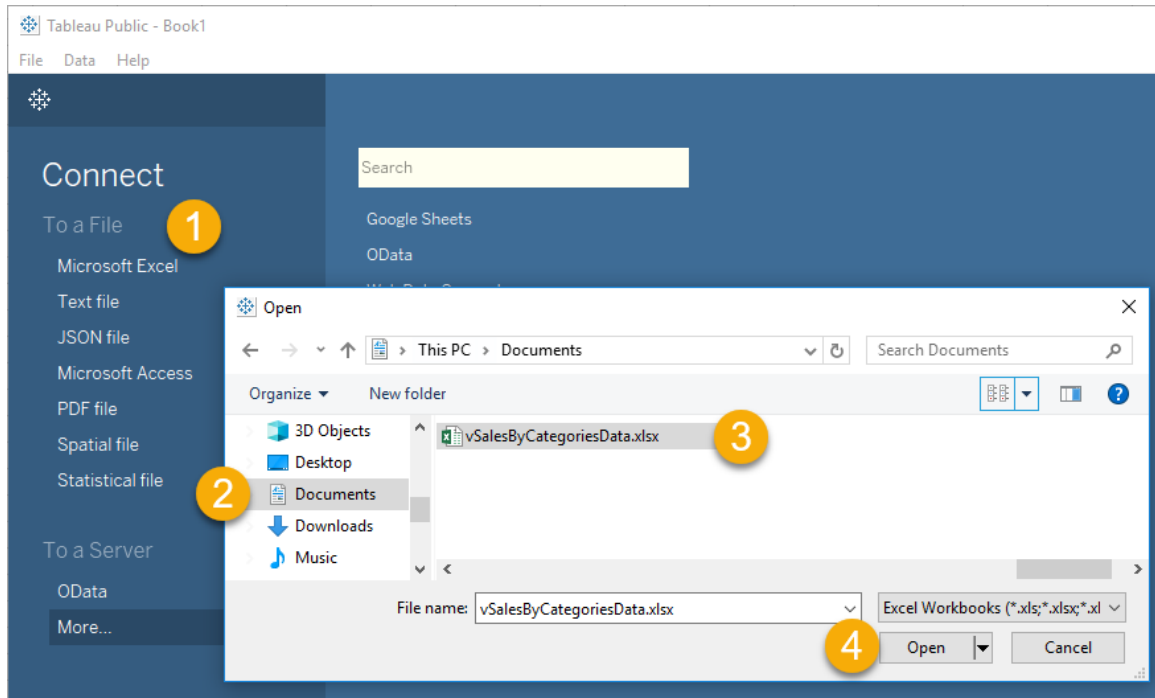 Tableau Public - Book1
File Data Help
Connect
To a File
1
Microsoft Excel
Text file
JSON file
Microsoft Access
PDF file
Spatial file
Statistical file
To a Server
OData
More...
Search
Google Sheets
OData
Open
This PC > Documents
Search Documents
Organize New folder
3D Objects
Desktop
2
Documents
Downloads
Music
vSalesByCategoriesData.xlsx
3
File name: vSalesByCategoriesData.xlsx
Excel Workbooks (*.xls;*.xlsx;*.xl
4
Open
Cancel